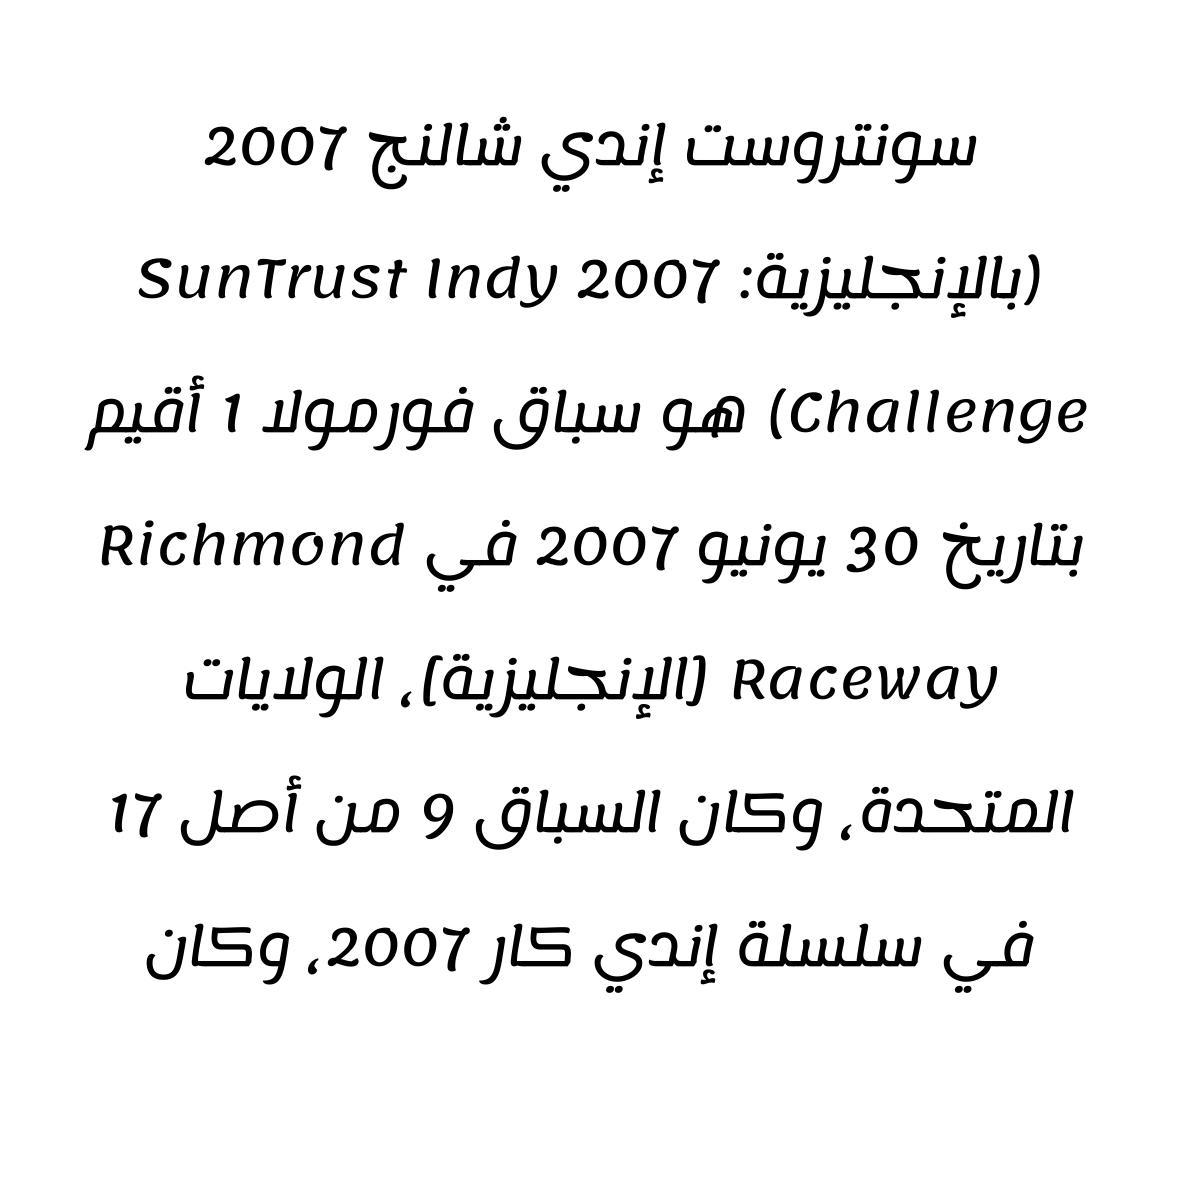 سونتروست إندي شالنج 2007
(بالإنجليزية: 2007 SunTrust Indy
Challenge) هو سباق فورمولا 1 أقيم
بتاريخ 30 يونيو 2007 في Richmond
Raceway [الإنجليزية]، الولايات
المتحدة، وكان السباق 9 من أصل 17
في سلسلة إندي كار 2007، وكان